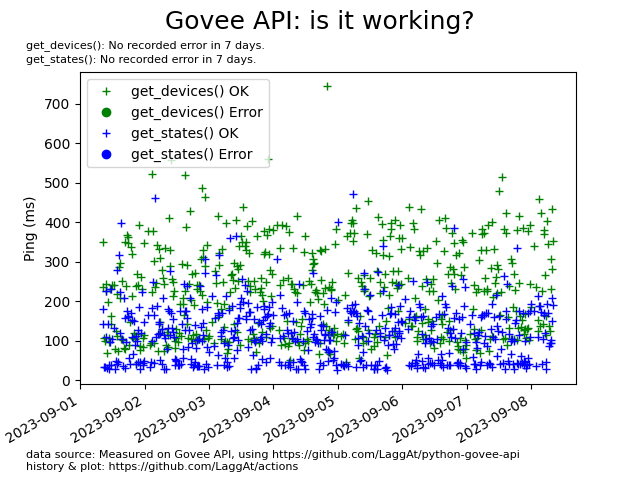 Govee API: is it working?
get_devices(): No recorded error in 7 days.
get_states(): No recorded error in 7 days.
get_devices() OK
get_devices() Error
get_states() OK
get_states() Error
Ping (ms)
700
600
500
400
300
200
100
0
2023-09-01
2023-09-02
2023-09-03
2023-09-04
2023-09-05
2023-09-06
2023-09-07
2023-09-08
data source: Measured on Govee API, using https://github.com/LaggAt/python-govee-api
history & plot: https://github.com/LaggAt/actions